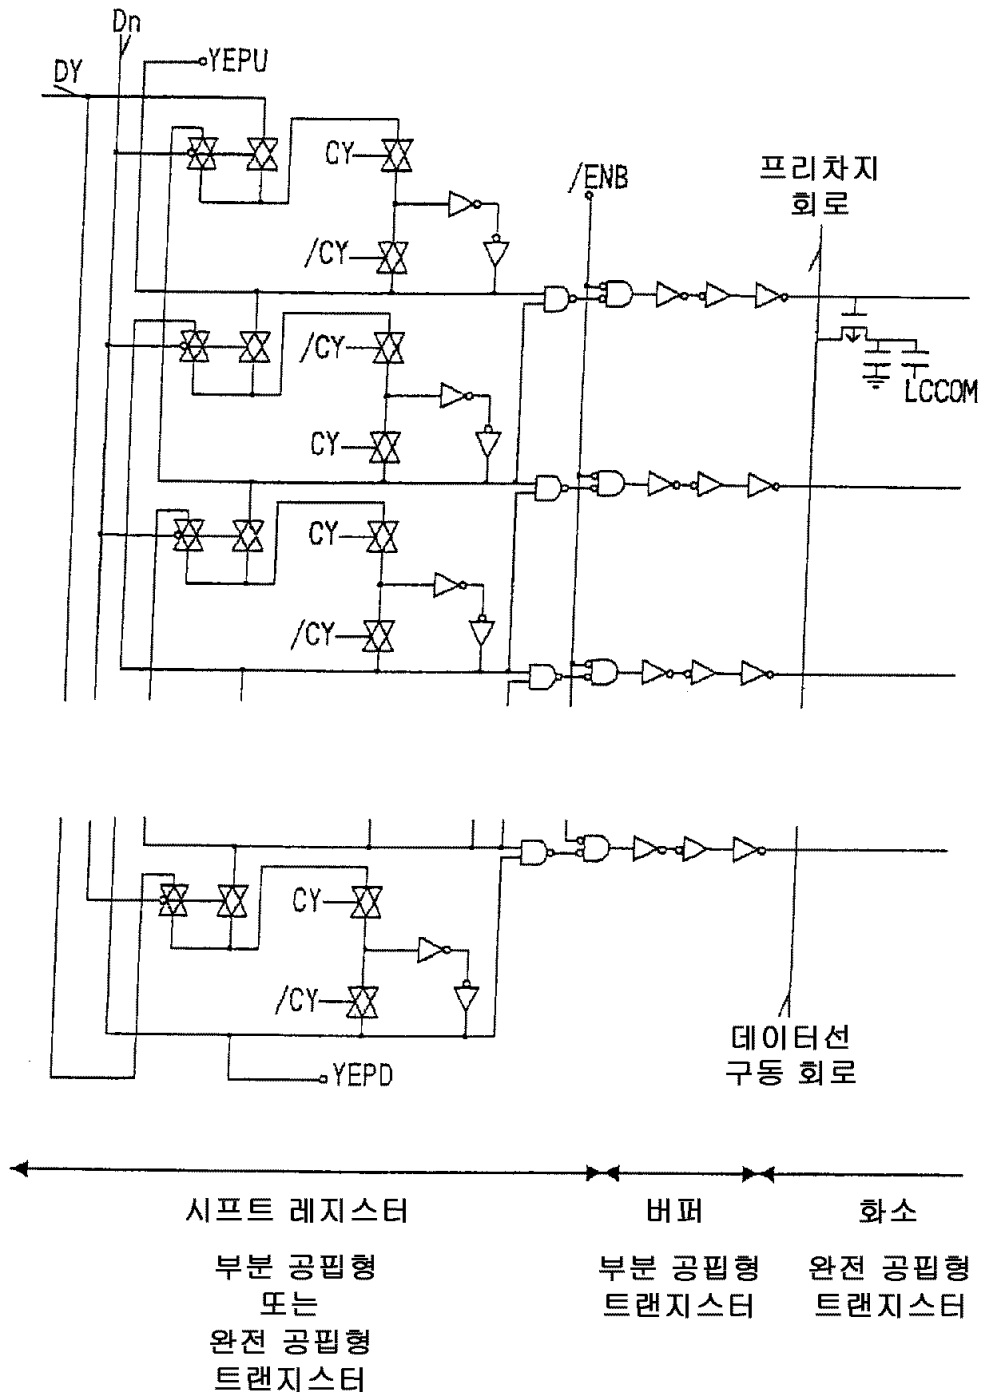 Dn
YEPU
DY
CY
/ENB
프리차지
회로
/CY
/CY
LCCOM
CY
CY
/CY
CY
/CY
데이터선
구동 회로
YEPD
시프트 레지스터
버퍼
화소
부분 공핍형
또는
완전 공핍형
트랜지스터
부분 공핍형
트랜지스터
완전 공핍형
트랜지스터